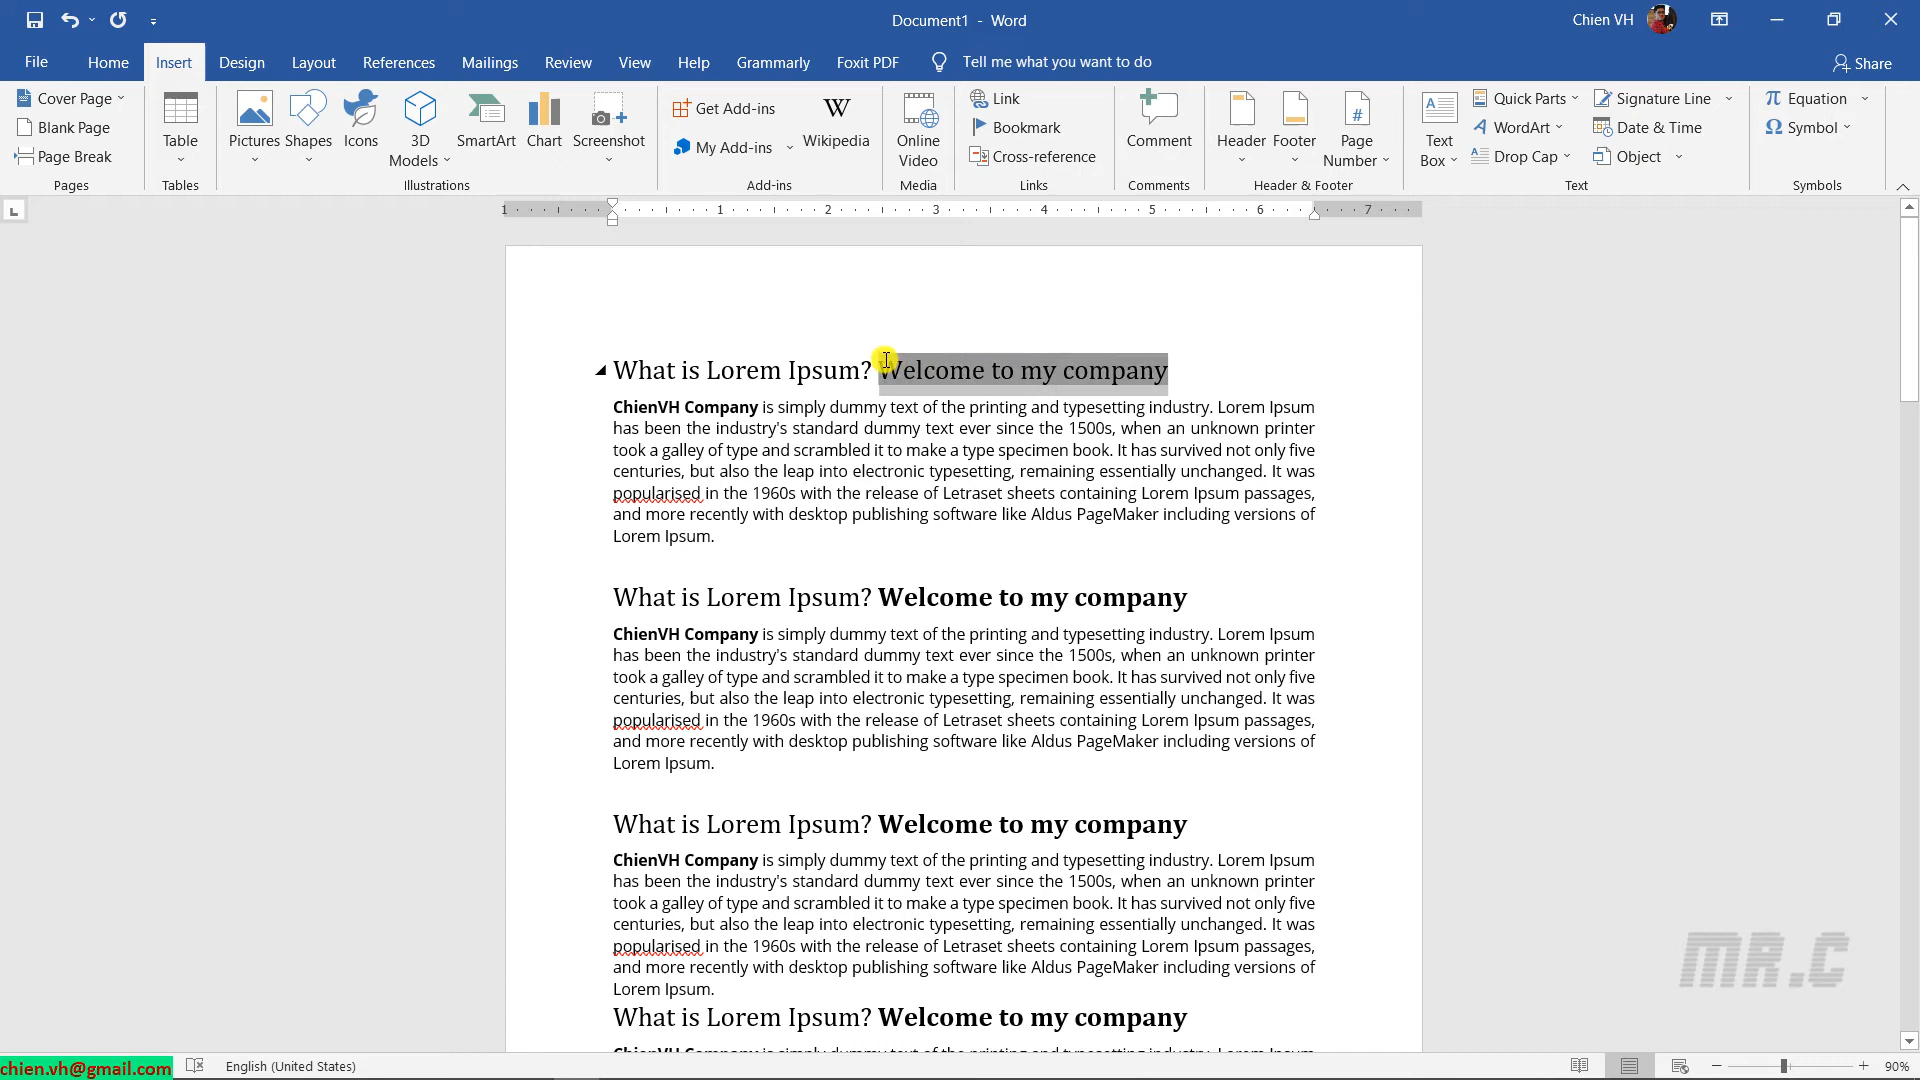 Document1 - Word
Chien VH
File Home Insert Design Layout References Mailings Review View Help Grammarly Foxit PDF Tell me what you want to do Share
Cover Page
Blank Page
Page Break
Pages
Table
Tables
Pictures
Shapes
Icons
3D Models
SmartArt
Chart
Screenshot
Illustrations
Get Add-ins
My Add-ins
Wikipedia
Add-ins
Online Video
Media
Link
Bookmark
Cross-reference
Links
Comment
Comments
Header
Footer
Page Number
Header & Footer
Text Box
Quick Parts
WordArt
Drop Cap
Signature Line
Date & Time
Object
Text
Equation
Symbol
Symbols
1 1 2 3 4 5 6 7
What is Lorem Ipsum? Welcome to my company
ChienVH Company is simply dummy text of the printing and typesetting industry. Lorem Ipsum
has been the industry's standard dummy text ever since the 1500s, when an unknown printer
took a galley of type and scrambled it to make a type specimen book. It has survived not only five
centuries, but also the leap into electronic typesetting, remaining essentially unchanged. It was
popularised in the 1960s with the release of Letraset sheets containing Lorem Ipsum passages,
and more recently with desktop publishing software like Aldus PageMaker including versions of
Lorem Ipsum.
What is Lorem Ipsum? Welcome to my company
ChienVH Company is simply dummy text of the printing and typesetting industry. Lorem Ipsum
has been the industry's standard dummy text ever since the 1500s, when an unknown printer
took a galley of type and scrambled it to make a type specimen book. It has survived not only five
centuries, but also the leap into electronic typesetting, remaining essentially unchanged. It was
popularised in the 1960s with the release of Letraset sheets containing Lorem Ipsum passages,
and more recently with desktop publishing software like Aldus PageMaker including versions of
Lorem Ipsum.
What is Lorem Ipsum? Welcome to my company
ChienVH Company is simply dummy text of the printing and typesetting industry. Lorem Ipsum
has been the industry's standard dummy text ever since the 1500s, when an unknown printer
took a galley of type and scrambled it to make a type specimen book. It has survived not only five
centuries, but also the leap into electronic typesetting, remaining essentially unchanged. It was
popularised in the 1960s with the release of Letraset sheets containing Lorem Ipsum passages,
and more recently with desktop publishing software like Aldus PageMaker including versions of
Lorem Ipsum.
What is Lorem Ipsum? Welcome to my company
MR.C
chien.vh@gmail.com
English (United States)
90%